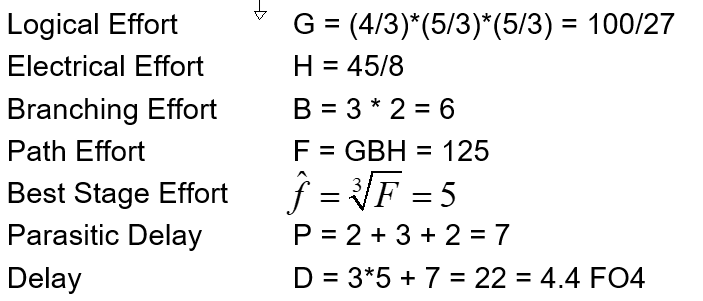 Logical Effort G = (4/3)*(5/3)*(5/3) = 100/27
Electrical Effort H = 45/8
Branching Effort B = 3 * 2 = 6
Path Effort F = GBH = 125
Best Stage Effort f̂ = ∛F = 5
Parasitic Delay P = 2 + 3 + 2 = 7
Delay D = 3*5 + 7 = 22 = 4.4 FO4